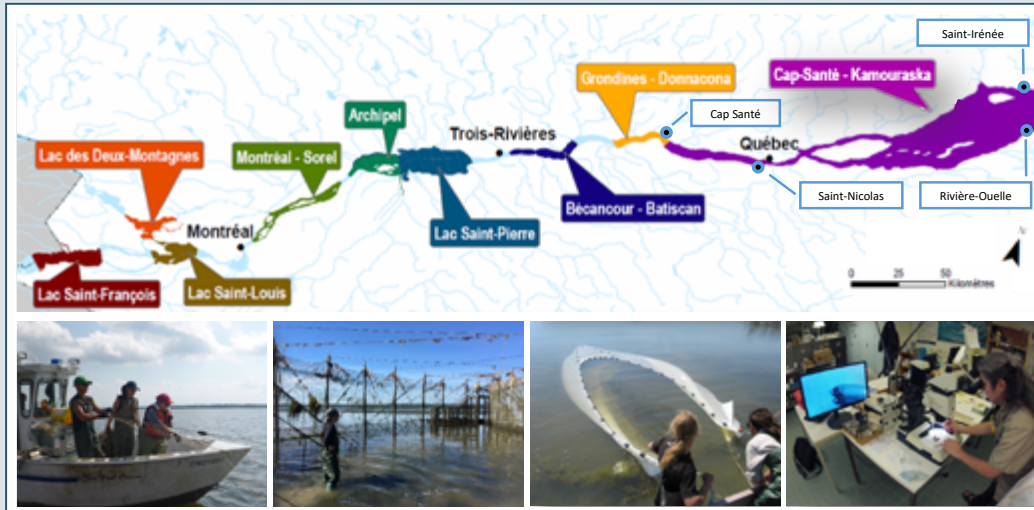 Saint-Irénée
Cap-Santé - Kamouraska
Grondines - Donnacona
Cap Santé
Archipel
Trois-Rivières
Québec
Lac des Deux-Montagnes
Montréal - Sorel
Saint-Nicolas
Rivière-Ouelle
Bécancour - Batiscan
Montréal
Lac Saint-Pierre
Lac Saint-François
Lac Saint-Louis
0 25 50
Kilomètres